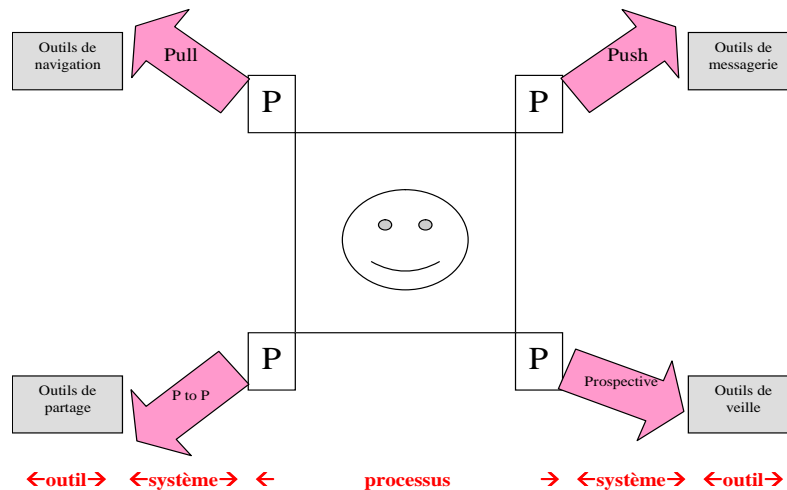 Outils de
navigation
Pull
P
P
Push
Outils de
messagerie
Outils de
partage
P to P
P
P
Prospective
Outils de
veille
←outil→ ←système→ ← processus → ←système→ ←outil→